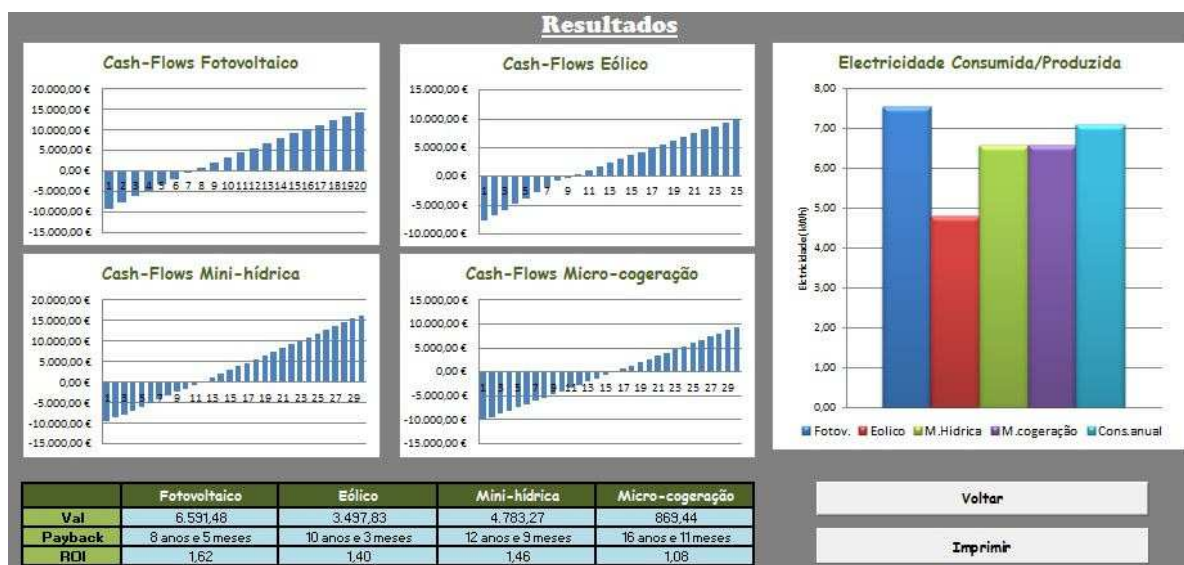 Resultados
Cash-Flows Fotovoltaico
20.000,00 €
15.000,00 €
10.000,00 €
5.000,00 €
0,00 €
-5.000,00 €
-10.000,00 €
-15.000,00 €
1 2 3 4 5 6 7 8 9 10 11 12 13 14 15 16 17 18 19 20
Cash-Flows Eólico
15.000,00 €
10.000,00 €
5.000,00 €
0,00 €
-5.000,00 €
-10.000,00 €
1 3 5 7 9 11 13 15 17 19 21 23 25
Electricidade Consumida/Produzida
8,00
7,00
6,00
5,00
4,00
3,00
2,00
1,00
0,00
Elctricidade(kWh)
Fotov. Eolico M.Hidrica M.cogeração Cons.anual
Cash-Flows Mini-hídrica
20.000,00 €
15.000,00 €
10.000,00 €
5.000,00 €
0,00 €
-5.000,00 €
-10.000,00 €
-15.000,00 €
1 3 5 7 9 11 13 15 17 19 21 23 25 27 29
Cash-Flows Micro-cogeração
15.000,00 €
10.000,00 €
5.000,00 €
0,00 €
-5.000,00 €
-10.000,00 €
-15.000,00 €
1 3 5 7 9 11 13 15 17 19 21 23 25 27 29
Fotovoltaico Eólico Mini-hídrica Micro-cogeração
Val 6.591,48 3.497,83 4.783,27 869,44
Payback 8 anos e 5 meses 10 anos e 3 meses 12 anos e 9 meses 16 anos e 11 meses
ROI 1,62 1,40 1,46 1,08
Voltar
Imprimir